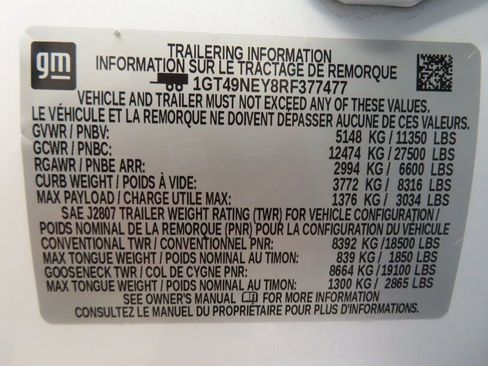 gm
TRAILERING INFORMATION
INFORMATION SUR LE TRACTAGE DE REMORQUE
1GT49NEY8RF377477
VEHICLE AND TRAILER MUST NOT EXCEED ANY OF THESE VALUES.
LE VÉHICULE ET LA REMORQUE NE DOIVENT DÉPASSER AUCUNE DE CES VALEURS
GVWR / PNBV: 5148 KG / 11350 LBS
GCWR / PNBC: 12474 KG / 27500 LBS
RGAWR / PNBE ARR: 2994 KG / 6600 LBS
CURB WEIGHT / POIDS À VIDE: 3772 KG / 8316 LBS
MAX PAYLOAD / CHARGE UTILE MAX: 1376 KG / 3034 LBS
SAE J2807 TRAILER WEIGHT RATING (TWR) FOR VEHICLE CONFIGURATION /
POIDS NOMINAL DE LA REMORQUE (PNR) POUR LA CONFIGURATION DU VÉHICULE
CONVENTIONAL TWR / CONVENTIONNEL PNR: 8392 KG / 18500 LBS
MAX TONGUE WEIGHT / POIDS NOMINAL AU TIMON: 839 KG / 1850 LBS
GOOSENECK TWR / COL DE CYGNE PNR: 8664 KG / 19100 LBS
MAX TONGUE WEIGHT / POIDS NOMINAL AU TIMON: 1300 KG / 2865 LBS
SEE OWNER'S MANUAL FOR MORE INFORMATION
CONSULTEZ LE MANUEL DU PROPRIÉTAIRE POUR PLUS D'INFORMATIONS.